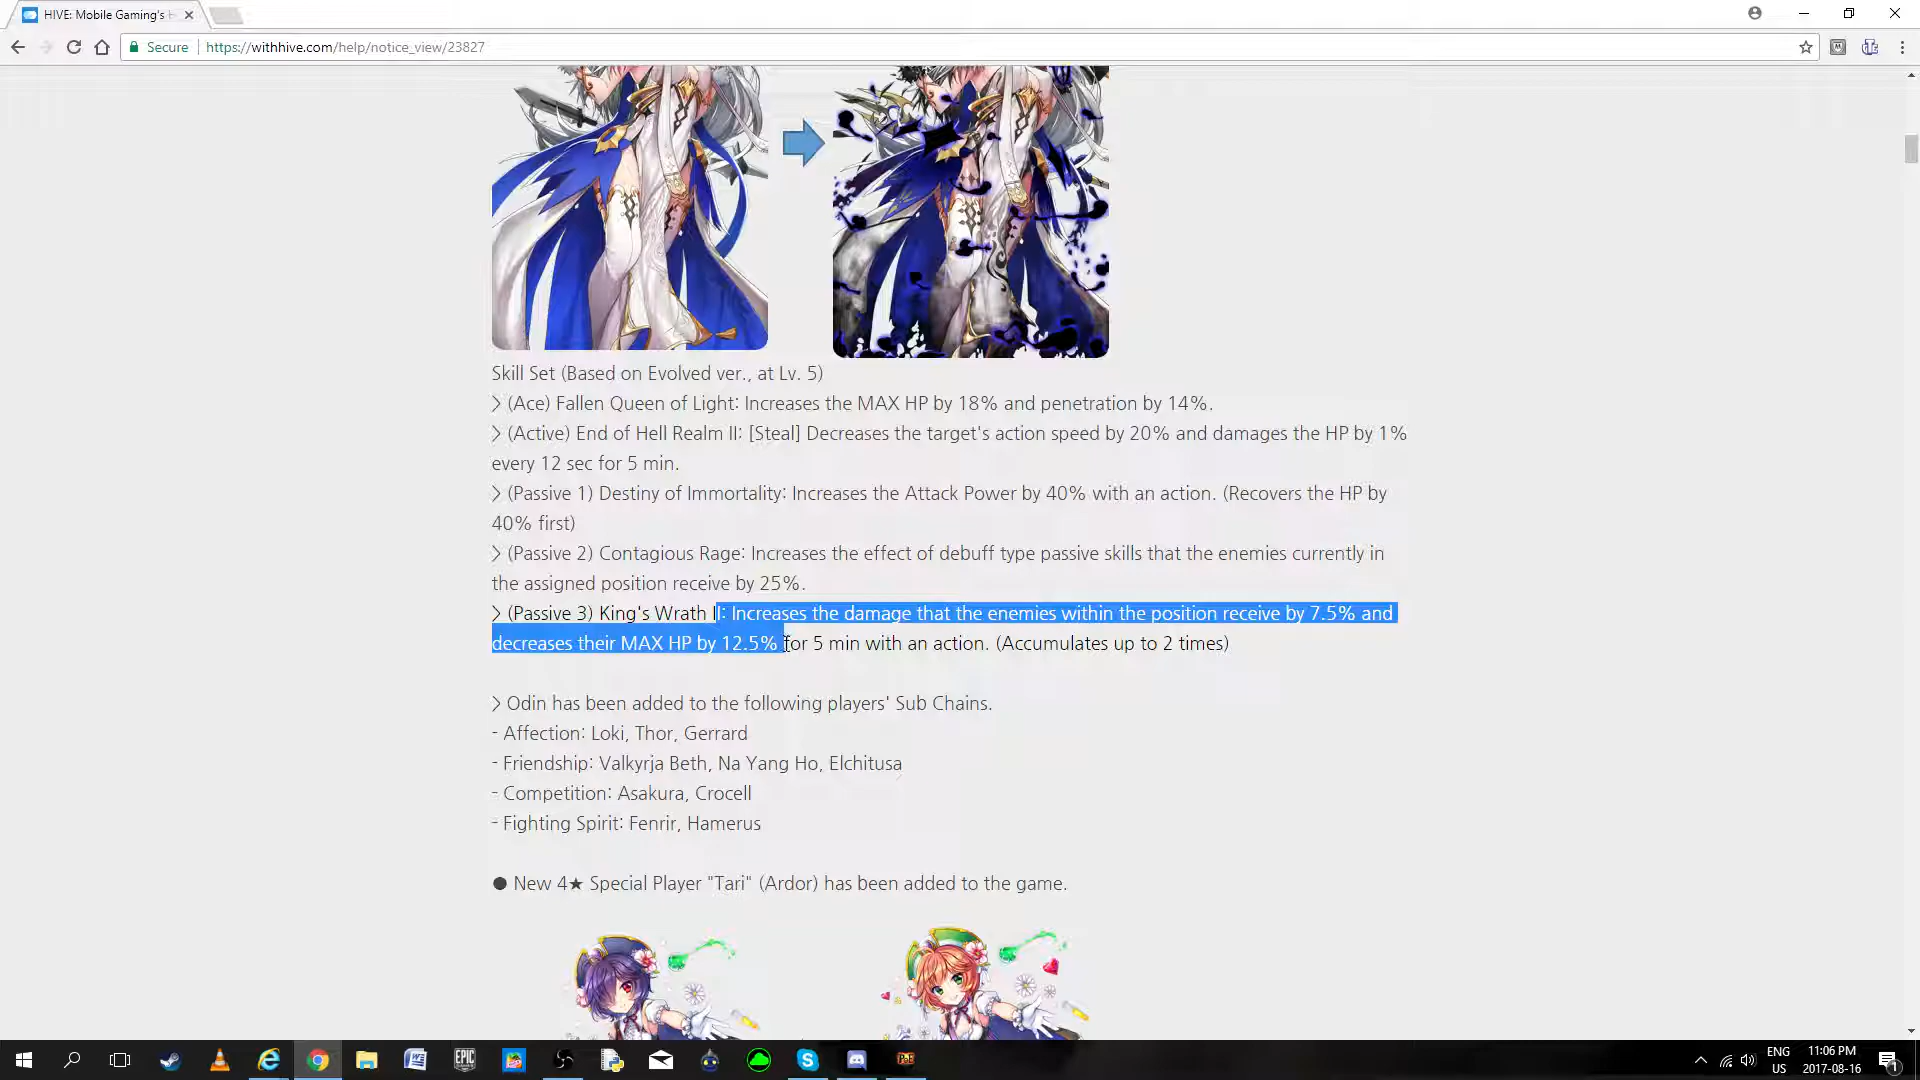 HIVE: Mobile Gaming's H
Secure
https://withhive.com/help/notice_view/23827
Skill Set (Based on Evolved ver., at Lv. 5)
> (Ace) Fallen Queen of Light: Increases the MAX HP by 18% and penetration by 14%.
> (Active) End of Hell Realm II: [Steal] Decreases the target's action speed by 20% and damages the HP by 1%
every 12 sec for 5 min.
> (Passive 1) Destiny of Immortality: Increases the Attack Power by 40% with an action. (Recovers the HP by
40% first)
> (Passive 2) Contagious Rage: Increases the effect of debuff type passive skills that the enemies currently in
the assigned position receive by 25%.
> (Passive 3) King's Wrath II: Increases the damage that the enemies within the position receive by 7.5% and
decreases their MAX HP by 12.5% for 5 min with an action. (Accumulates up to 2 times)
> Odin has been added to the following players' Sub Chains.
- Affection: Loki, Thor, Gerrard
- Friendship: Valkyrja Beth, Na Yang Ho, Elchitusa
- Competition: Asakura, Crocell
- Fighting Spirit: Fenrir, Hamerus
● New 4★ Special Player "Tari" (Ardor) has been added to the game.
EPIC
PoE
ENG
US
11:06 PM
2017-08-16
1